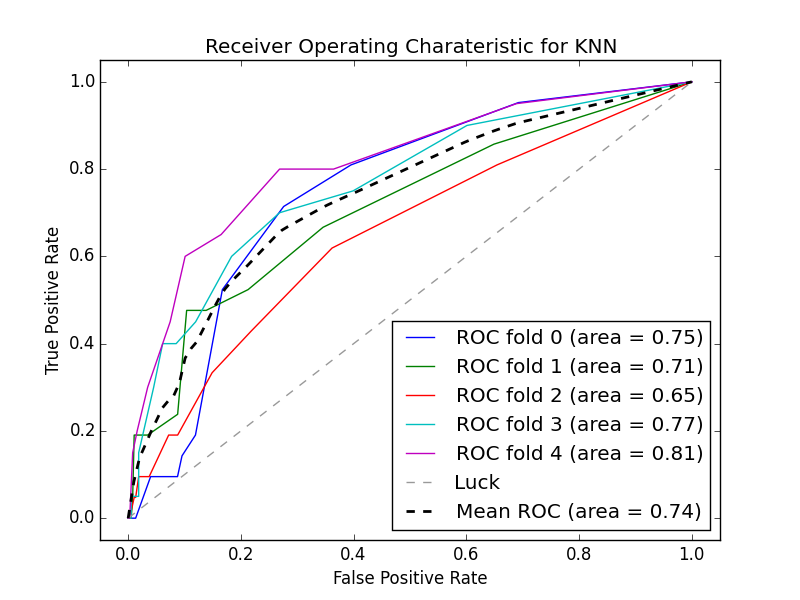 Receiver Operating Charateristic for KNN
1.0
0.8
0.6
0.4
0.2
0.0
True Positive Rate
ROC fold 0 (area = 0.75)
ROC fold 1 (area = 0.71)
ROC fold 2 (area = 0.65)
ROC fold 3 (area = 0.77)
ROC fold 4 (area = 0.81)
Luck
Mean ROC (area = 0.74)
0.0 0.2 0.4 0.6 0.8 1.0
False Positive Rate